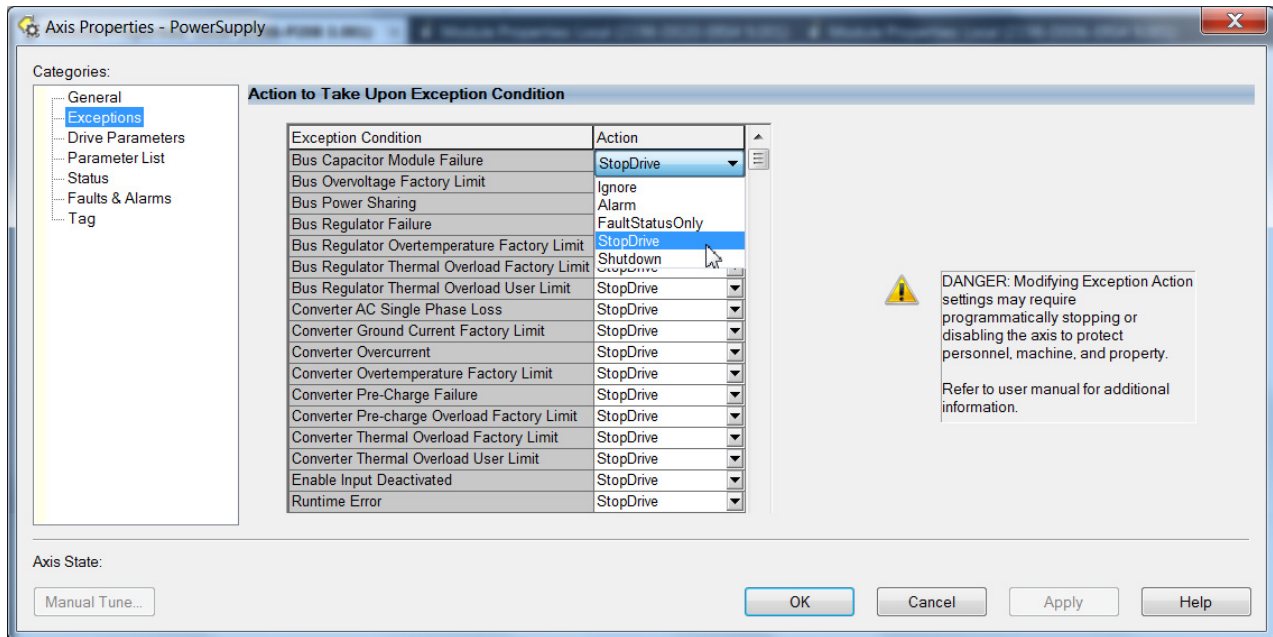 Axis Properties - PowerSupply
Categories:
General
Exceptions
Drive Parameters
Parameter List
Status
Faults & Alarms
Tag
Action to Take Upon Exception Condition
Exception Condition Action
Bus Capacitor Module Failure StopDrive
Bus Overvoltage Factory Limit
Bus Power Sharing
Bus Regulator Failure
Bus Regulator Overtemperature Factory Limit
Bus Regulator Thermal Overload Factory Limit StopDrive
Bus Regulator Thermal Overload User Limit StopDrive
Converter AC Single Phase Loss StopDrive
Converter Ground Current Factory Limit StopDrive
Converter Overcurrent StopDrive
Converter Overtemperature Factory Limit StopDrive
Converter Pre-Charge Failure StopDrive
Converter Pre-charge Overload Factory Limit StopDrive
Converter Thermal Overload Factory Limit StopDrive
Converter Thermal Overload User Limit StopDrive
Enable Input Deactivated StopDrive
Runtime Error StopDrive
Ignore
Alarm
FaultStatusOnly
StopDrive
Shutdown
DANGER: Modifying Exception Action
settings may require
programmatically stopping or
disabling the axis to protect
personnel, machine, and property.
Refer to user manual for additional
information.
Axis State:
Manual Tune...
OK
Cancel
Apply
Help